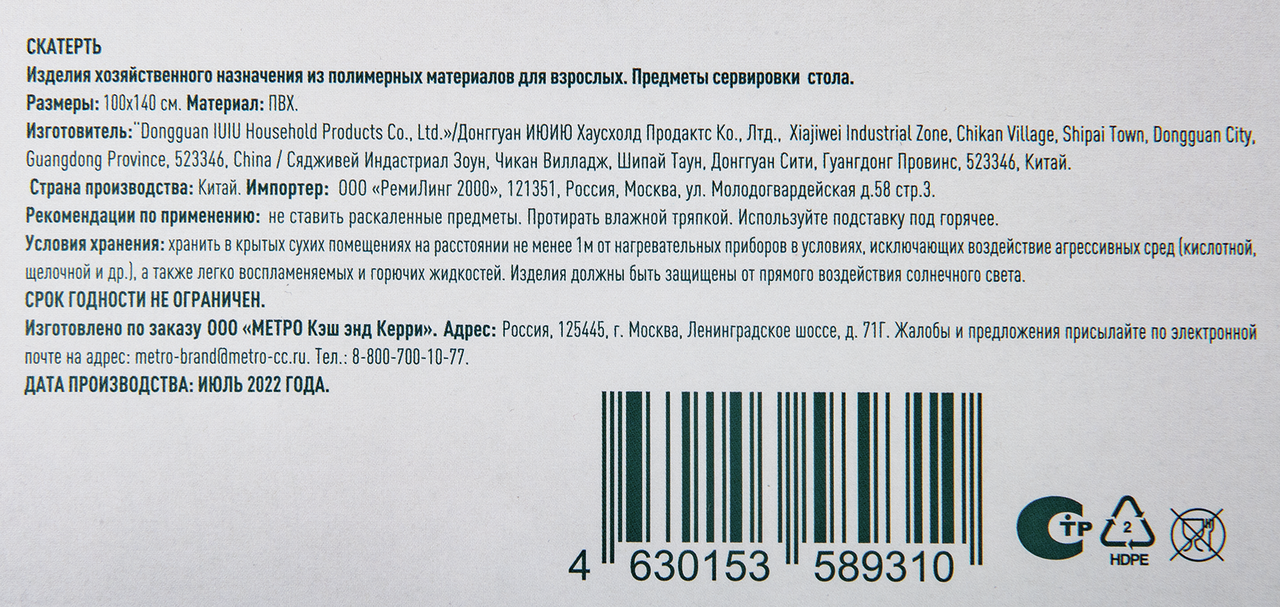 СКАТЕРТЬ
Изделия хозяйственного назначения из полимерных материалов для взрослых. Предметы сервировки стола.
Размеры: 100x140 см. Материал: ПВХ.
Изготовитель:"Dongguan IUIU Household Products Co., Ltd.»/Донггуан ИЮИЮ Хаусхолд Продактс Ко., Лтд., Xiajiwei Industrial Zone, Chikan Village, Shipai Town, Dongguan City,
Guangdong Province, 523346, China / Сядживей Индастриал Зоун, Чикан Вилладж, Шипай Таун, Донггуан Сити, Гуангдонг Провинс, 523346, Китай.
Страна производства: Китай. Импортер: ООО «РемиЛинг 2000», 121351, Россия, Москва, ул. Молодогвардейская д.58 стр.3.
Рекомендации по применению: не ставить раскаленные предметы. Протирать влажной тряпкой. Используйте подставку под горячее.
Условия хранения: хранить в крытых сухих помещениях на расстоянии не менее 1м от нагревательных приборов в условиях, исключающих воздействие агрессивных сред (кислотной,
щелочной и др.), а также легко воспламеняемых и горючих жидкостей. Изделия должны быть защищены от прямого воздействия солнечного света.
СРОК ГОДНОСТИ НЕ ОГРАНИЧЕН.
Изготовлено по заказу ООО «МЕТРО Кэш энд Керри». Адрес: Россия, 125445, г. Москва, Ленинградское шоссе, д. 71Г. Жалобы и предложения присылайте по электронной
почте на адрес: metro-brand@metro-cc.ru. Тел.: 8-800-700-10-77.
ДАТА ПРОИЗВОДСТВА: ИЮЛЬ 2022 ГОДА.
4 630153 589310
СТР
2
HDPE